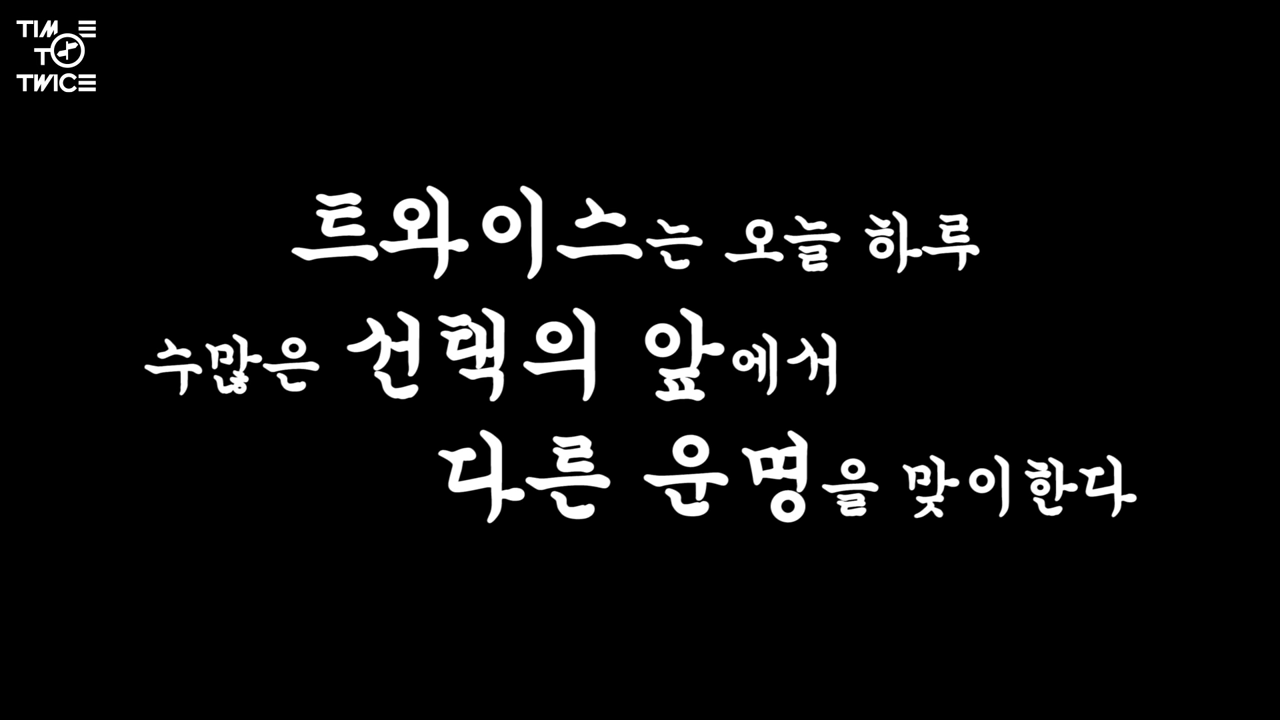 TIME
TO
TWICE
트와이스는 오늘 하루
수많은 선택의 앞에서
다른 운명을 맞이한다